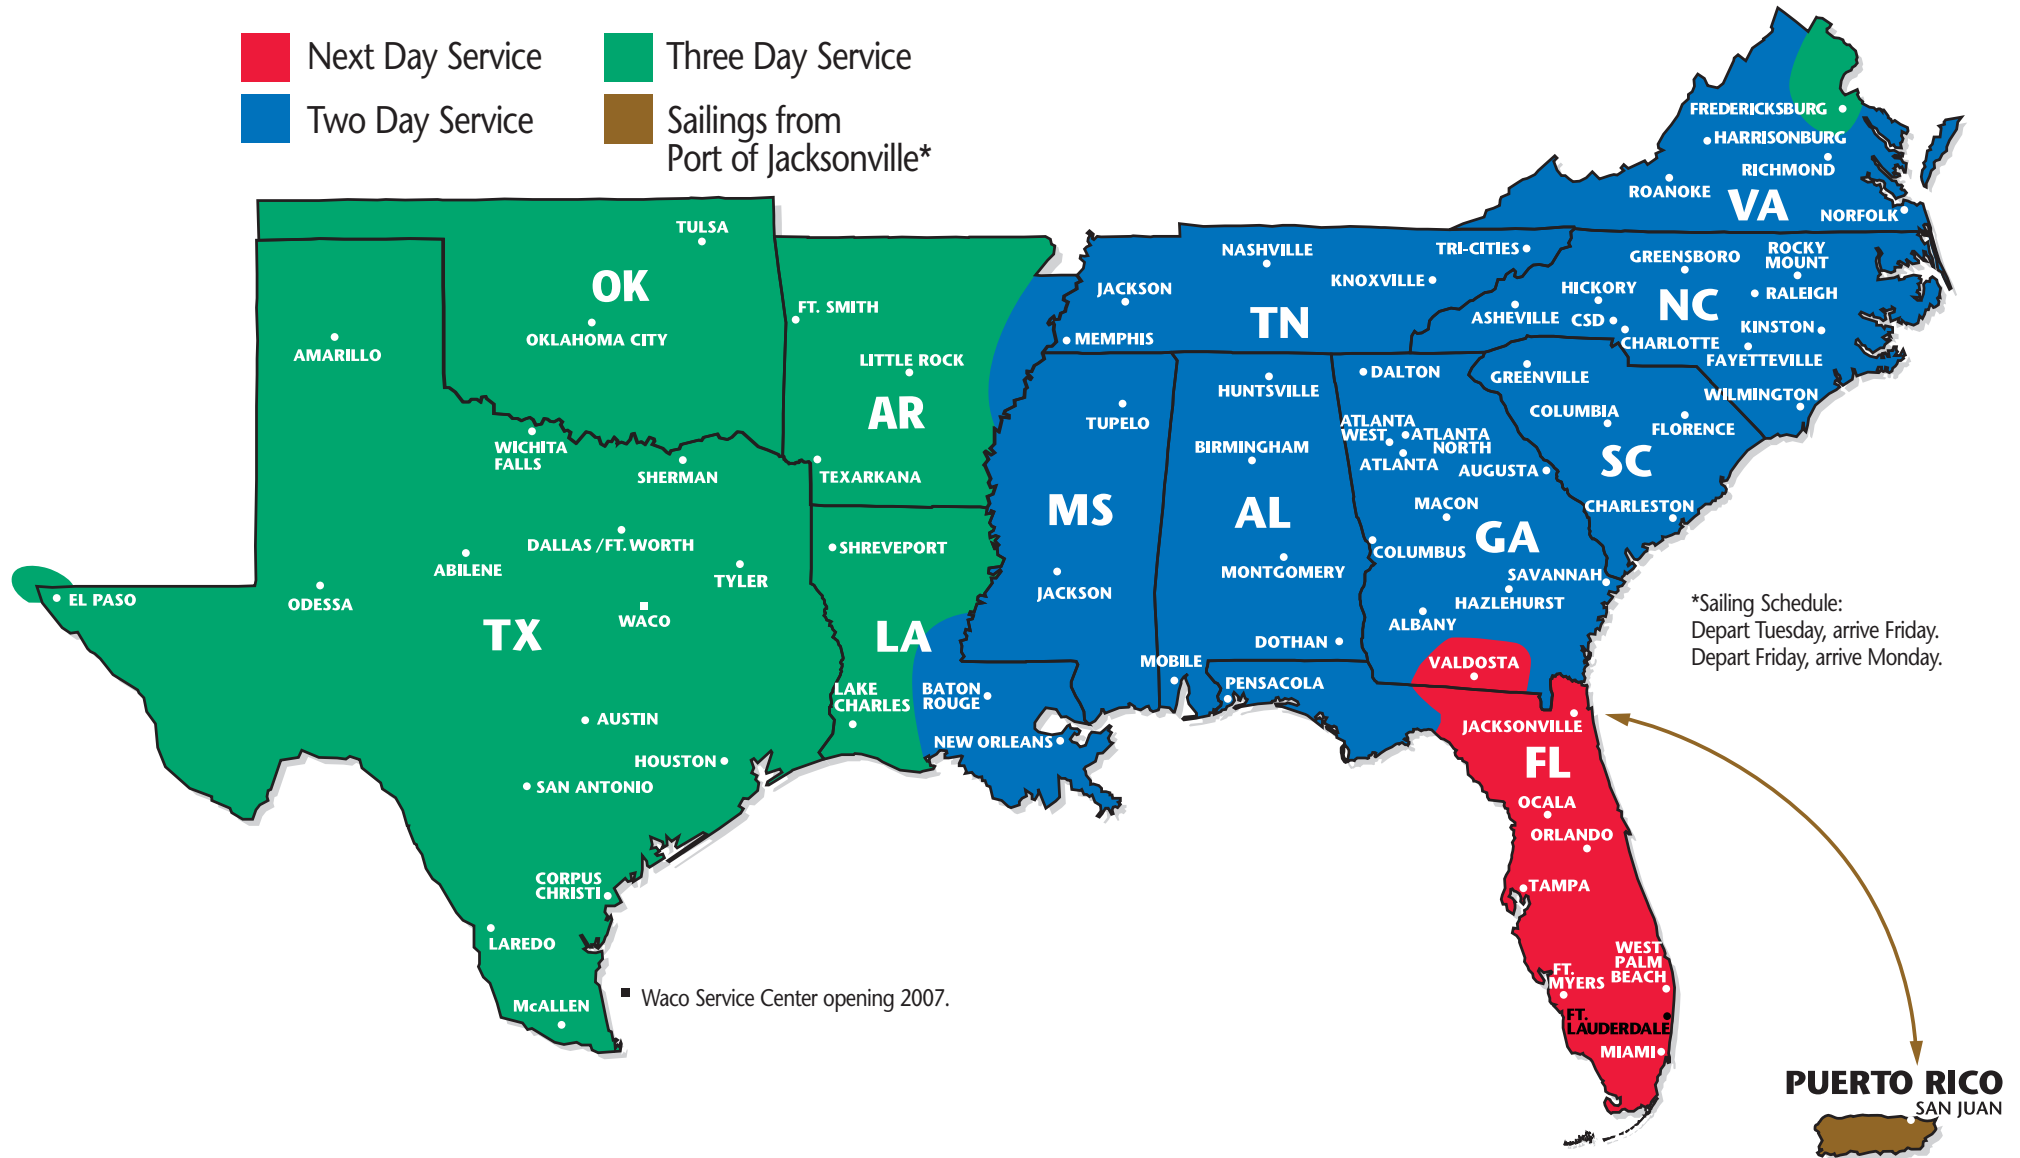 Next Day Service
Two Day Service
Three Day Service
Sailings from
Port of Jacksonville*
TULSA
OK
OKLAHOMA CITY
AMARILLO
WICHITA
FALLS
SHERMAN
DALLAS /FT. WORTH
ABILENE
TYLER
EL PASO
ODESSA
WACO
TX
AUSTIN
HOUSTON
SAN ANTONIO
CORPUS
CHRISTI
LAREDO
McALLEN
■ Waco Service Center opening 2007.
FT. SMITH
LITTLE ROCK
AR
TEXARKANA
SHREVEPORT
LA
LAKE
CHARLES
BATON
ROUGE
NEW ORLEANS
NASHVILLE
TRI-CITIES
KNOXVILLE
JACKSON
TN
MEMPHIS
TUPELO
MS
JACKSON
HUNTSVILLE
BIRMINGHAM
AL
MONTGOMERY
DOTHAN
MOBILE
PENSACOLA
DALTON
ATLANTA
WEST
ATLANTA
NORTH
ATLANTA
AUGUSTA
MACON
COLUMBUS
GA
SAVANNAH
HAZLEHURST
ALBANY
VALDOSTA
FREDERICKSBURG
HARRISONBURG
RICHMOND
ROANOKE
VA
NORFOLK
GREENSBORO
ROCKY
MOUNT
HICKORY
NC
RALEIGH
ASHEVILLE
CSD
KINSTON
CHARLOTTE
FAYETTEVILLE
WILMINGTON
GREENVILLE
COLUMBIA
FLORENCE
SC
CHARLESTON
*Sailing Schedule:
Depart Tuesday, arrive Friday.
Depart Friday, arrive Monday.
JACKSONVILLE
FL
OCALA
ORLANDO
TAMPA
WEST
PALM
BEACH
FT.
MYERS
FT.
LAUDERDALE
MIAMI
PUERTO RICO
SAN JUAN